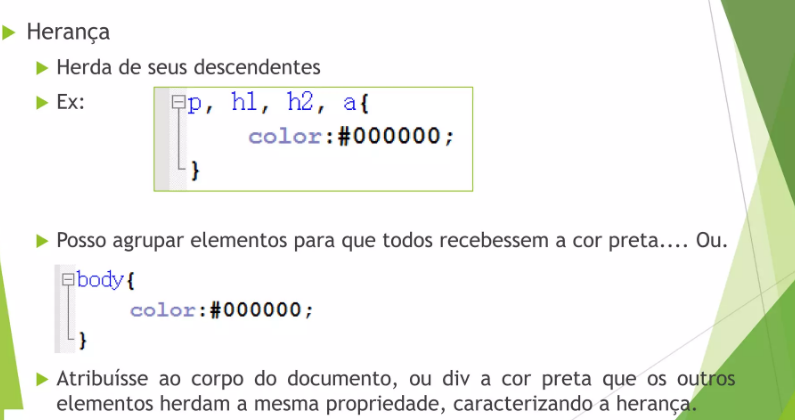 Herança
Herda de seus descendentes
Ex:
p, h1, h2, a{
color:#000000;
}
Posso agrupar elementos para que todos recebessem a cor preta.... Ou.
body{
color:#000000;
}
Atribuísse ao corpo do documento, ou div a cor preta que os outros
elementos herdam a mesma propriedade, caracterizando a herança.